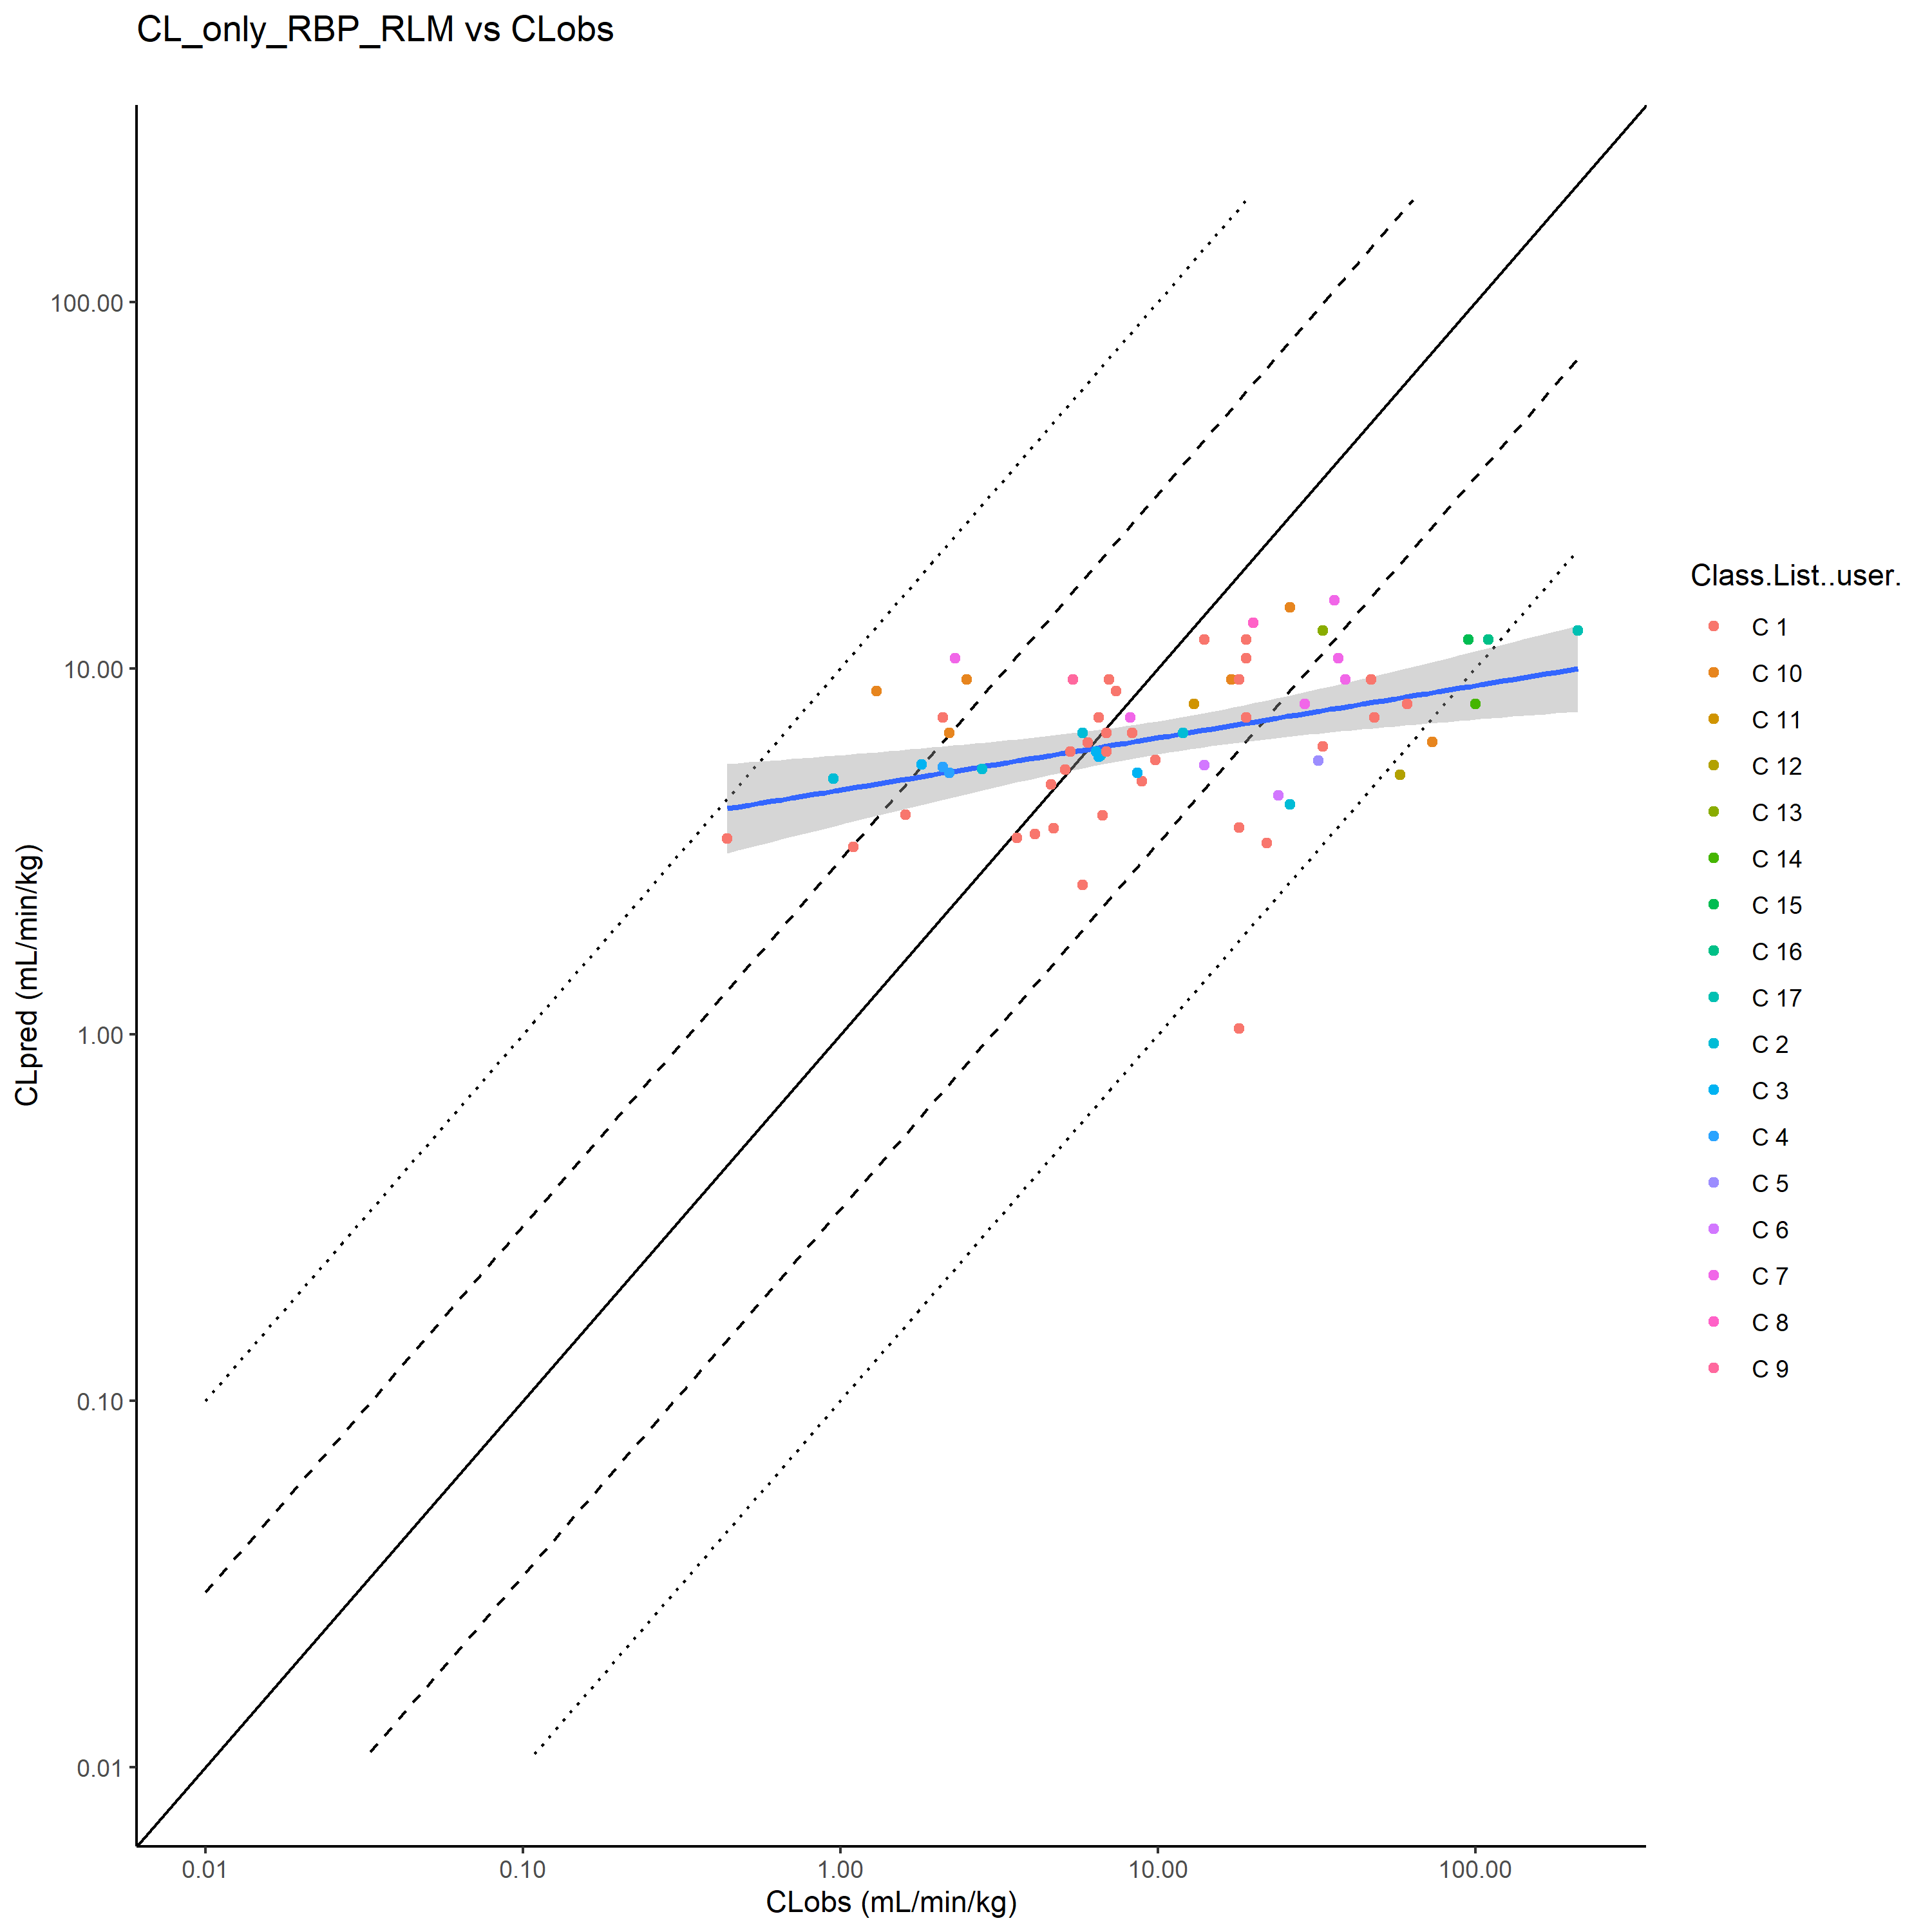 CL_only_RBP_RLM vs CLobs
100.00
10.00
1.00
0.10
0.01
CLpred (mL/min/kg)
0.01
0.10
1.00
10.00
100.00
CLobs (mL/min/kg)
Class.List..user.
C 1
C 10
C 11
C 12
C 13
C 14
C 15
C 16
C 17
C 2
C 3
C 4
C 5
C 6
C 7
C 8
C 9